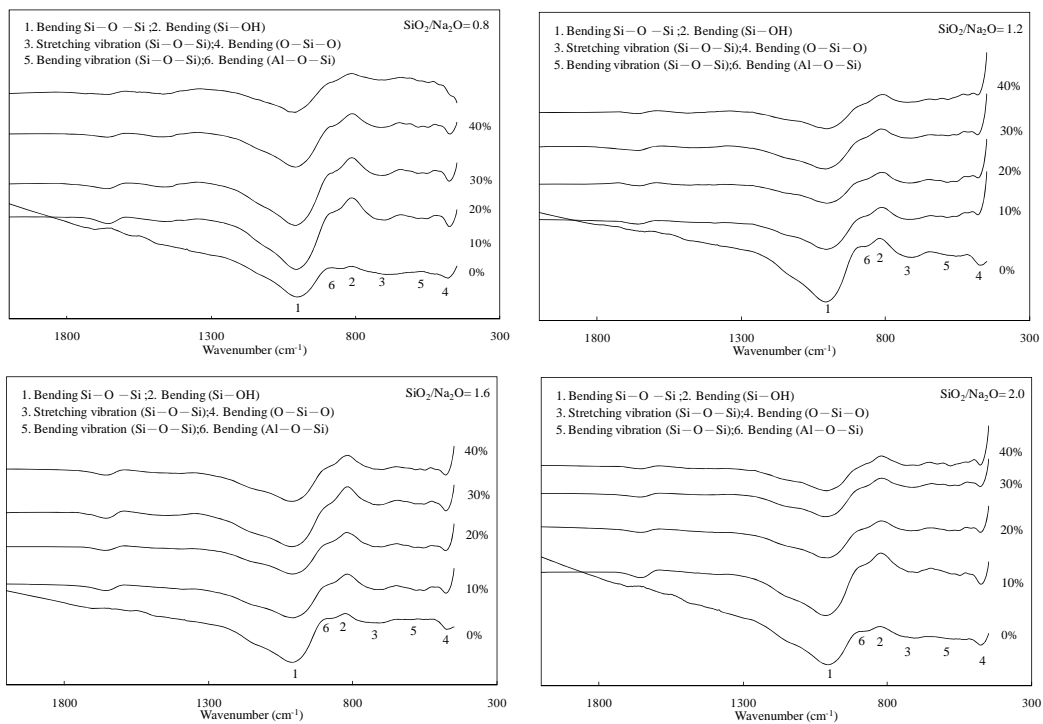 1. Bending Si－O －Si ;2. Bending (Si－OH)
SiO₂/Na₂O= 0.8
3. Stretching vibration (Si－O－Si);4. Bending (O－Si－O)
5. Bending vibration (Si－O－Si);6. Bending (Al－O－Si)
40%
30%
20%
10%
0%
6 2 3 5 4
1
1800 1300 800 300
Wavenumber (cm⁻¹)
1. Bending Si－O －Si ;2. Bending (Si－OH)
SiO₂/Na₂O= 1.2
3. Stretching vibration (Si－O－Si);4. Bending (O－Si－O)
5. Bending vibration (Si－O－Si);6. Bending (Al－O－Si)
40%
30%
20%
10%
0%
6 2 3 5 4
1
1800 1300 800 300
Wavenumber (cm⁻¹)
1. Bending Si－O －Si ;2. Bending (Si－OH)
SiO₂/Na₂O= 1.6
3. Stretching vibration (Si－O－Si);4. Bending (O－Si－O)
5. Bending vibration (Si－O－Si);6. Bending (Al－O－Si)
40%
30%
20%
10%
0%
6 2 3 5 4
1
1800 1300 800 300
Wavenumber (cm⁻¹)
1. Bending Si－O －Si ;2. Bending (Si－OH)
SiO₂/Na₂O= 2.0
3. Stretching vibration (Si－O－Si);4. Bending (O－Si－O)
5. Bending vibration (Si－O－Si);6. Bending (Al－O－Si)
40%
30%
20%
10%
0%
6 2 3 5 4
1
1800 1300 800 300
Wavenumber (cm⁻¹)